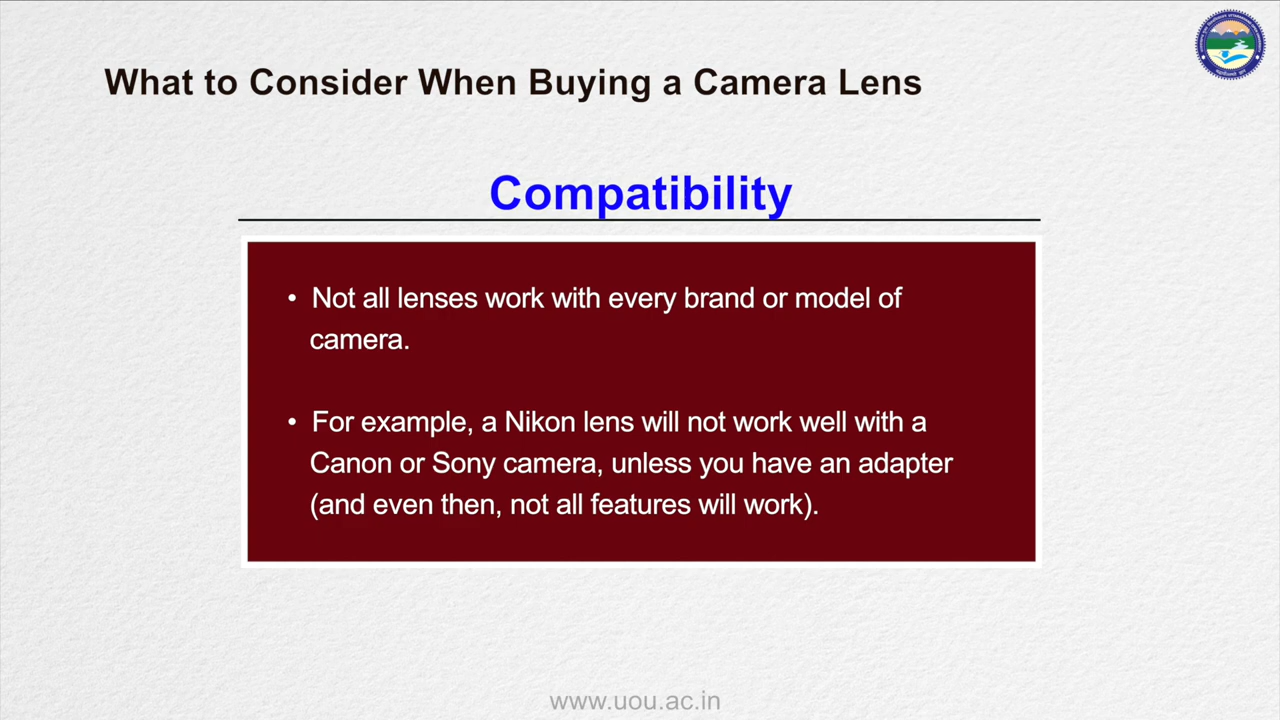 What to Consider When Buying a Camera Lens
Compatibility
• Not all lenses work with every brand or model of
camera.
• For example, a Nikon lens will not work well with a
Canon or Sony camera, unless you have an adapter
(and even then, not all features will work).
www.uou.ac.in